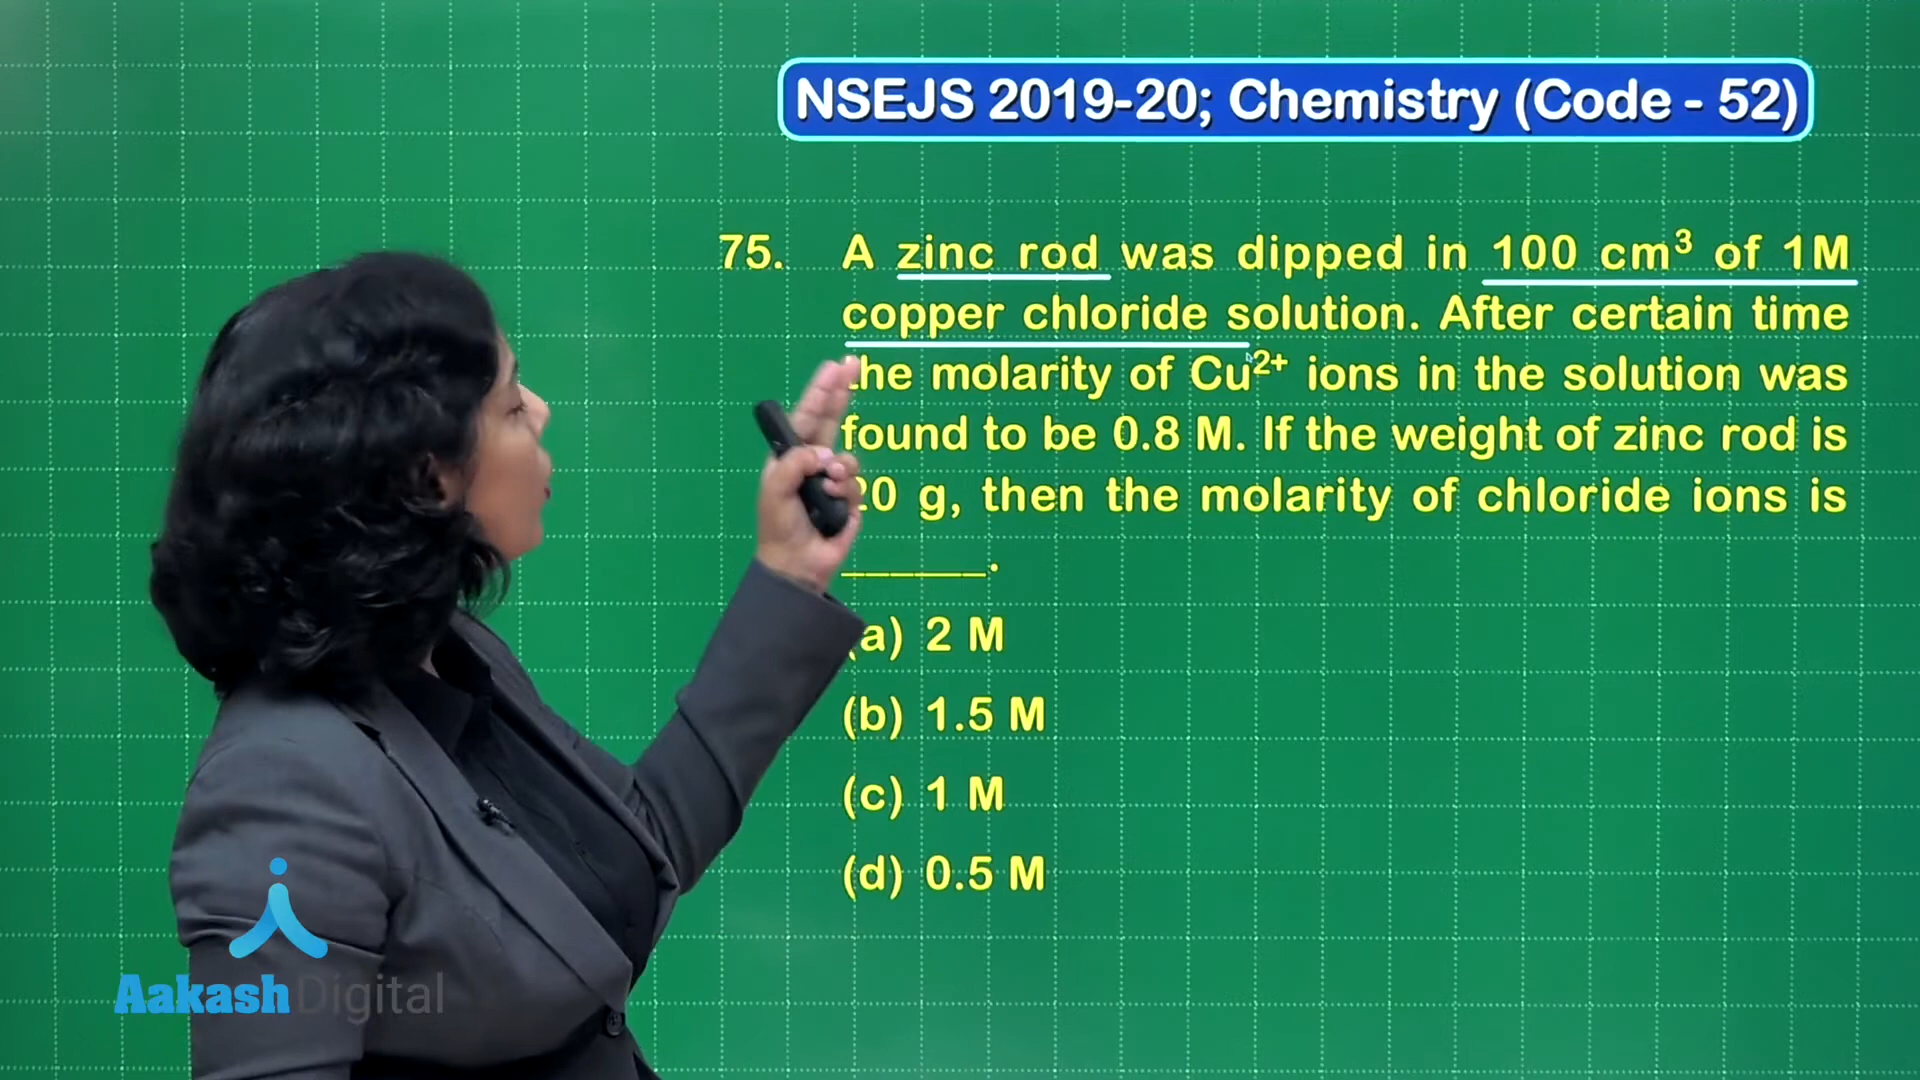 NSEJS 2019-20; Chemistry (Code - 52)
75. A zinc rod was dipped in 100 cm³ of 1M
copper chloride solution. After certain time
the molarity of Cu²⁺ ions in the solution was
found to be 0.8 M. If the weight of zinc rod is
20 g, then the molarity of chloride ions is
______.
(a) 2 M
(b) 1.5 M
(c) 1 M
(d) 0.5 M
Aakash Digital